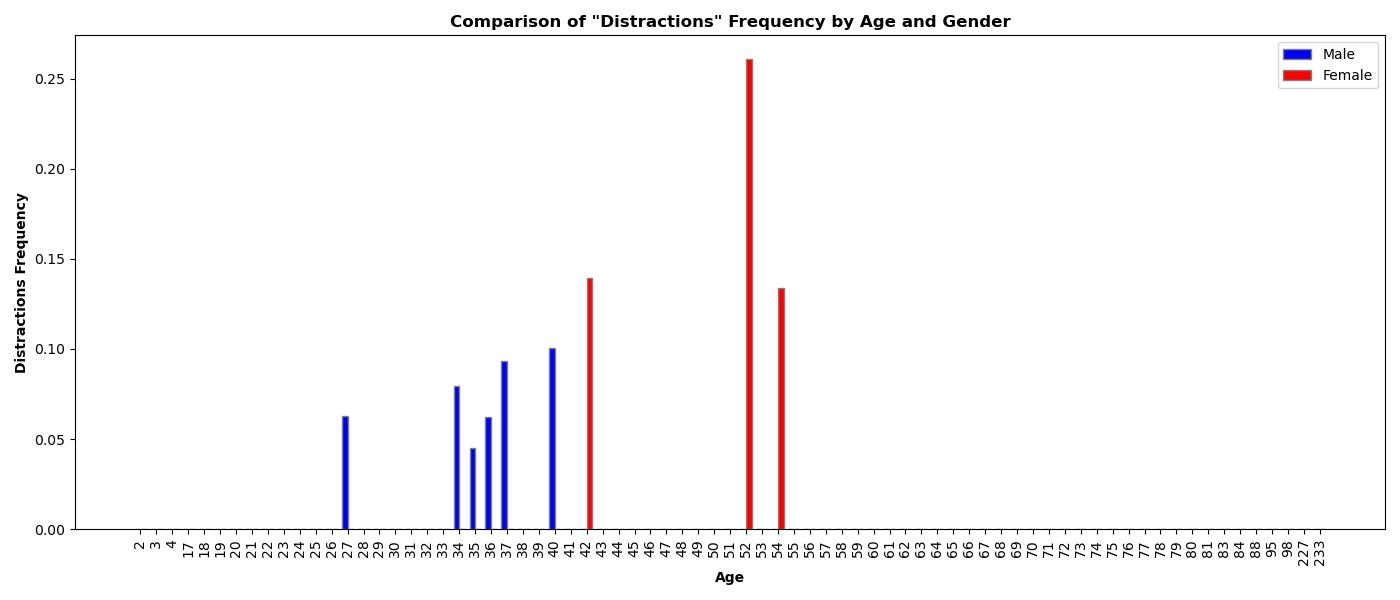 Comparison of "Distractions" Frequency by Age and Gender
Male
Female
Distractions Frequency
0.25
0.20
0.15
0.10
0.05
0.00
2 3 4 17 18 19 20 21 22 23 24 25 26 27 28 29 30 31 32 33 34 35 36 37 38 39 40 41 42 43 44 45 46 47 48 49 50 51 52 53 54 55 56 57 58 59 60 61 62 63 64 65 66 67 68 69 70 71 72 73 74 75 76 77 78 79 80 81 83 84 88 95 98 227 233
Age